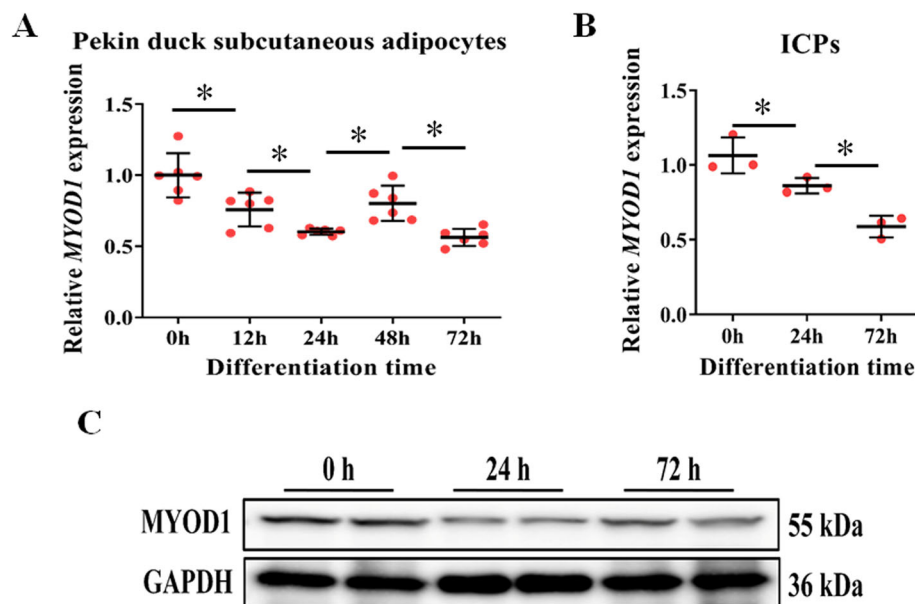 A
Pekin duck subcutaneous adipocytes
Relative MYOD1 expression
1.5
1.0
0.5
0.0
* * * *
0h 12h 24h 48h 72h
Differentiation time
B
ICPs
Relative MYOD1 expression
1.5
1.0
0.5
0.0
* *
0h 24h 72h
Differentiation time
C
0 h 24 h 72 h
MYOD1 55 kDa
GAPDH 36 kDa